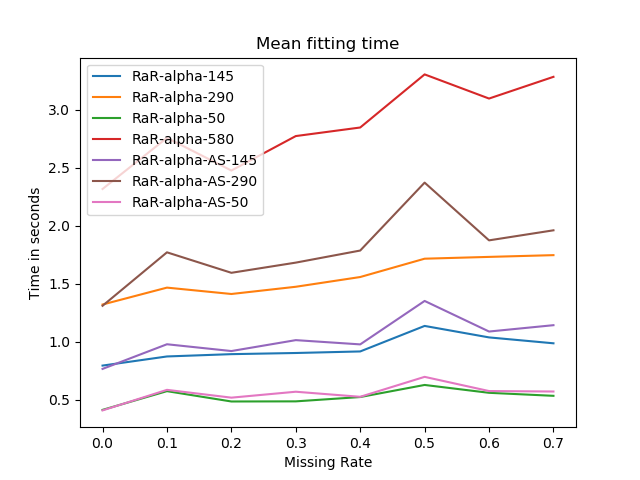 Mean fitting time
RaR-alpha-145
RaR-alpha-290
RaR-alpha-50
RaR-alpha-580
RaR-alpha-AS-145
RaR-alpha-AS-290
RaR-alpha-AS-50
Time in seconds
3.0
2.5
2.0
1.5
1.0
0.5
0.0 0.1 0.2 0.3 0.4 0.5 0.6 0.7
Missing Rate